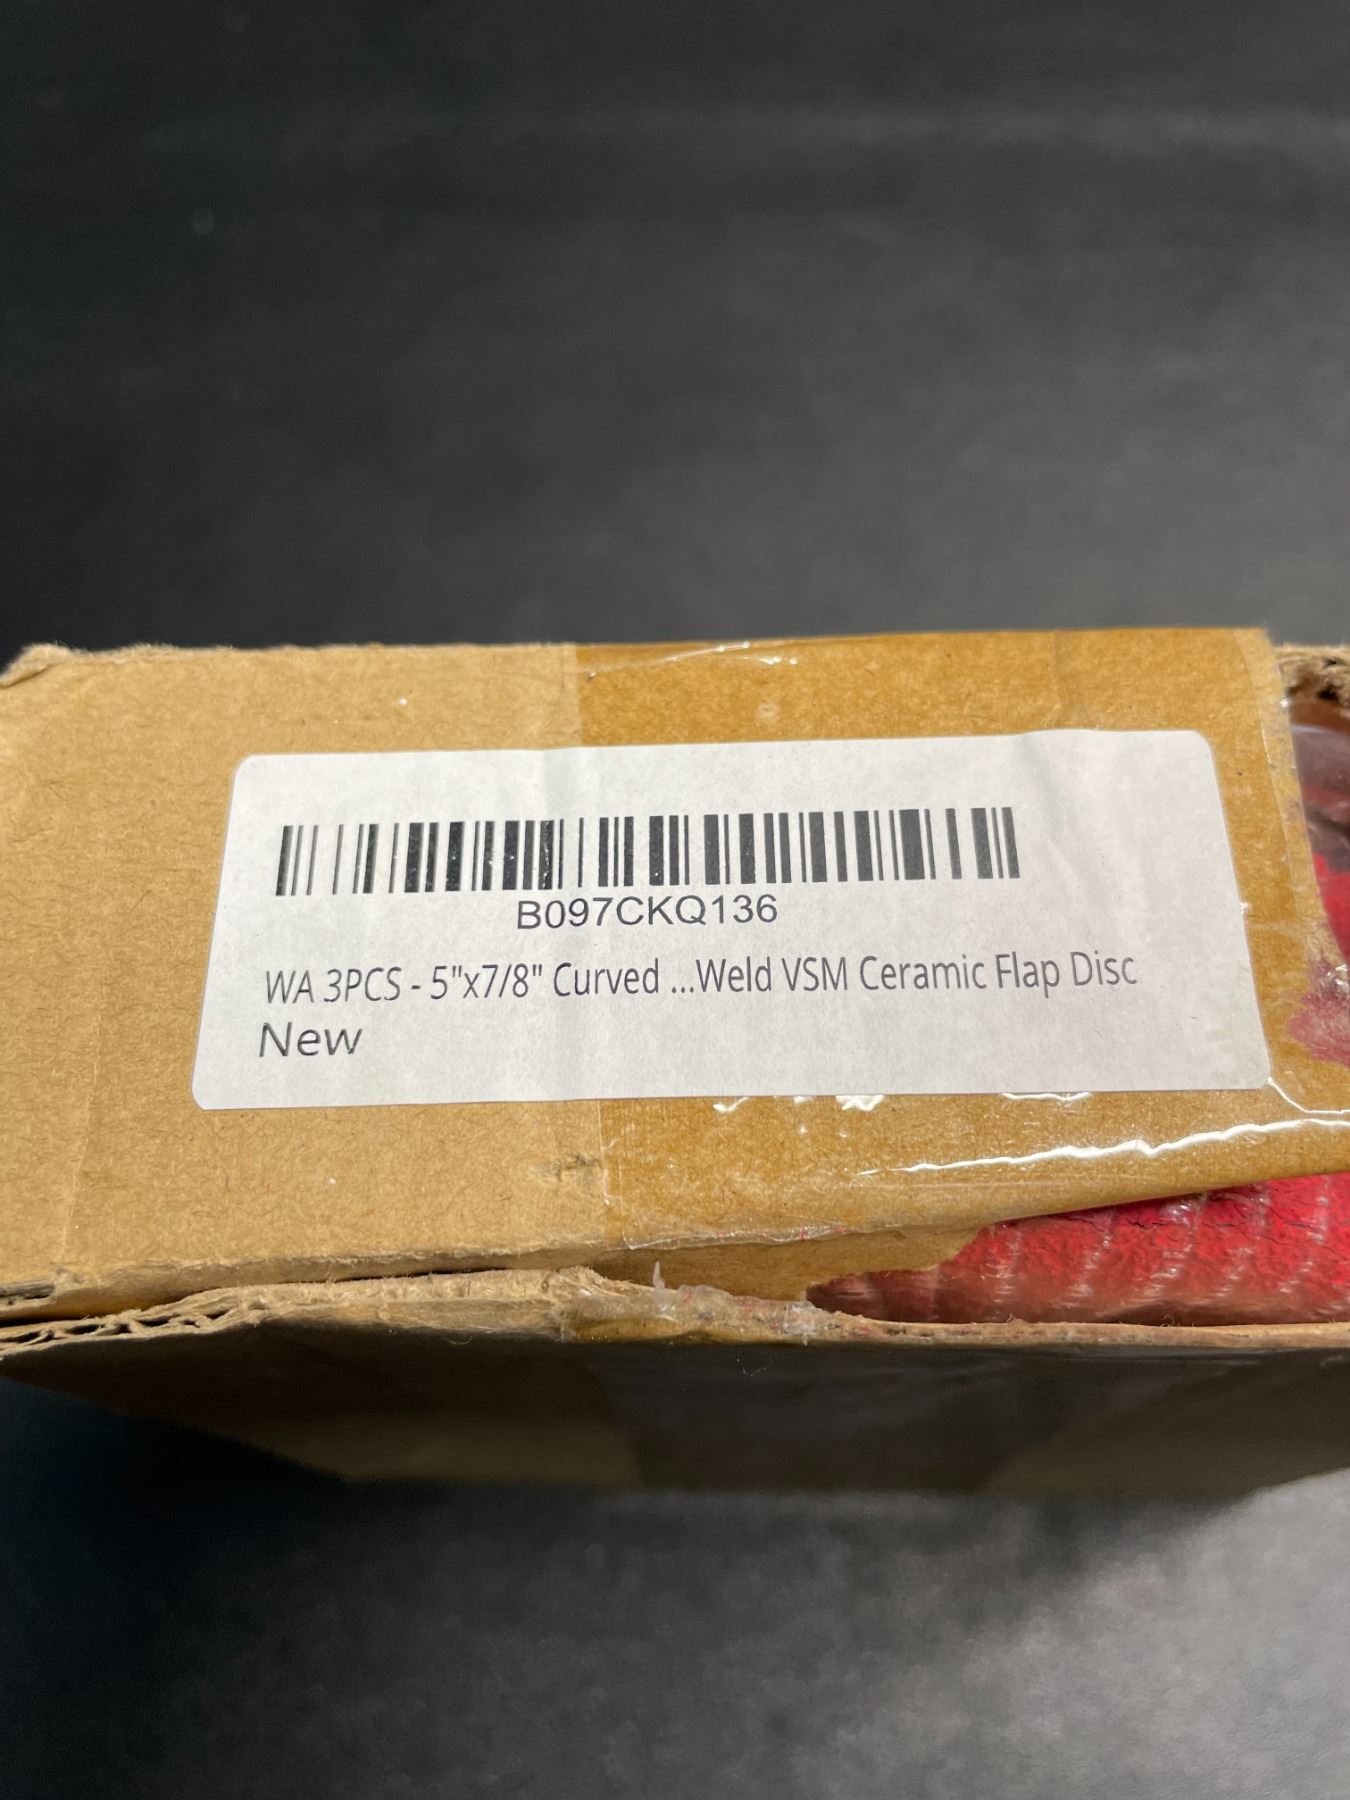 B097CKQ136
WA 3PCS - 5"x7/8" Curved ...Weld VSM Ceramic Flap Disc
New